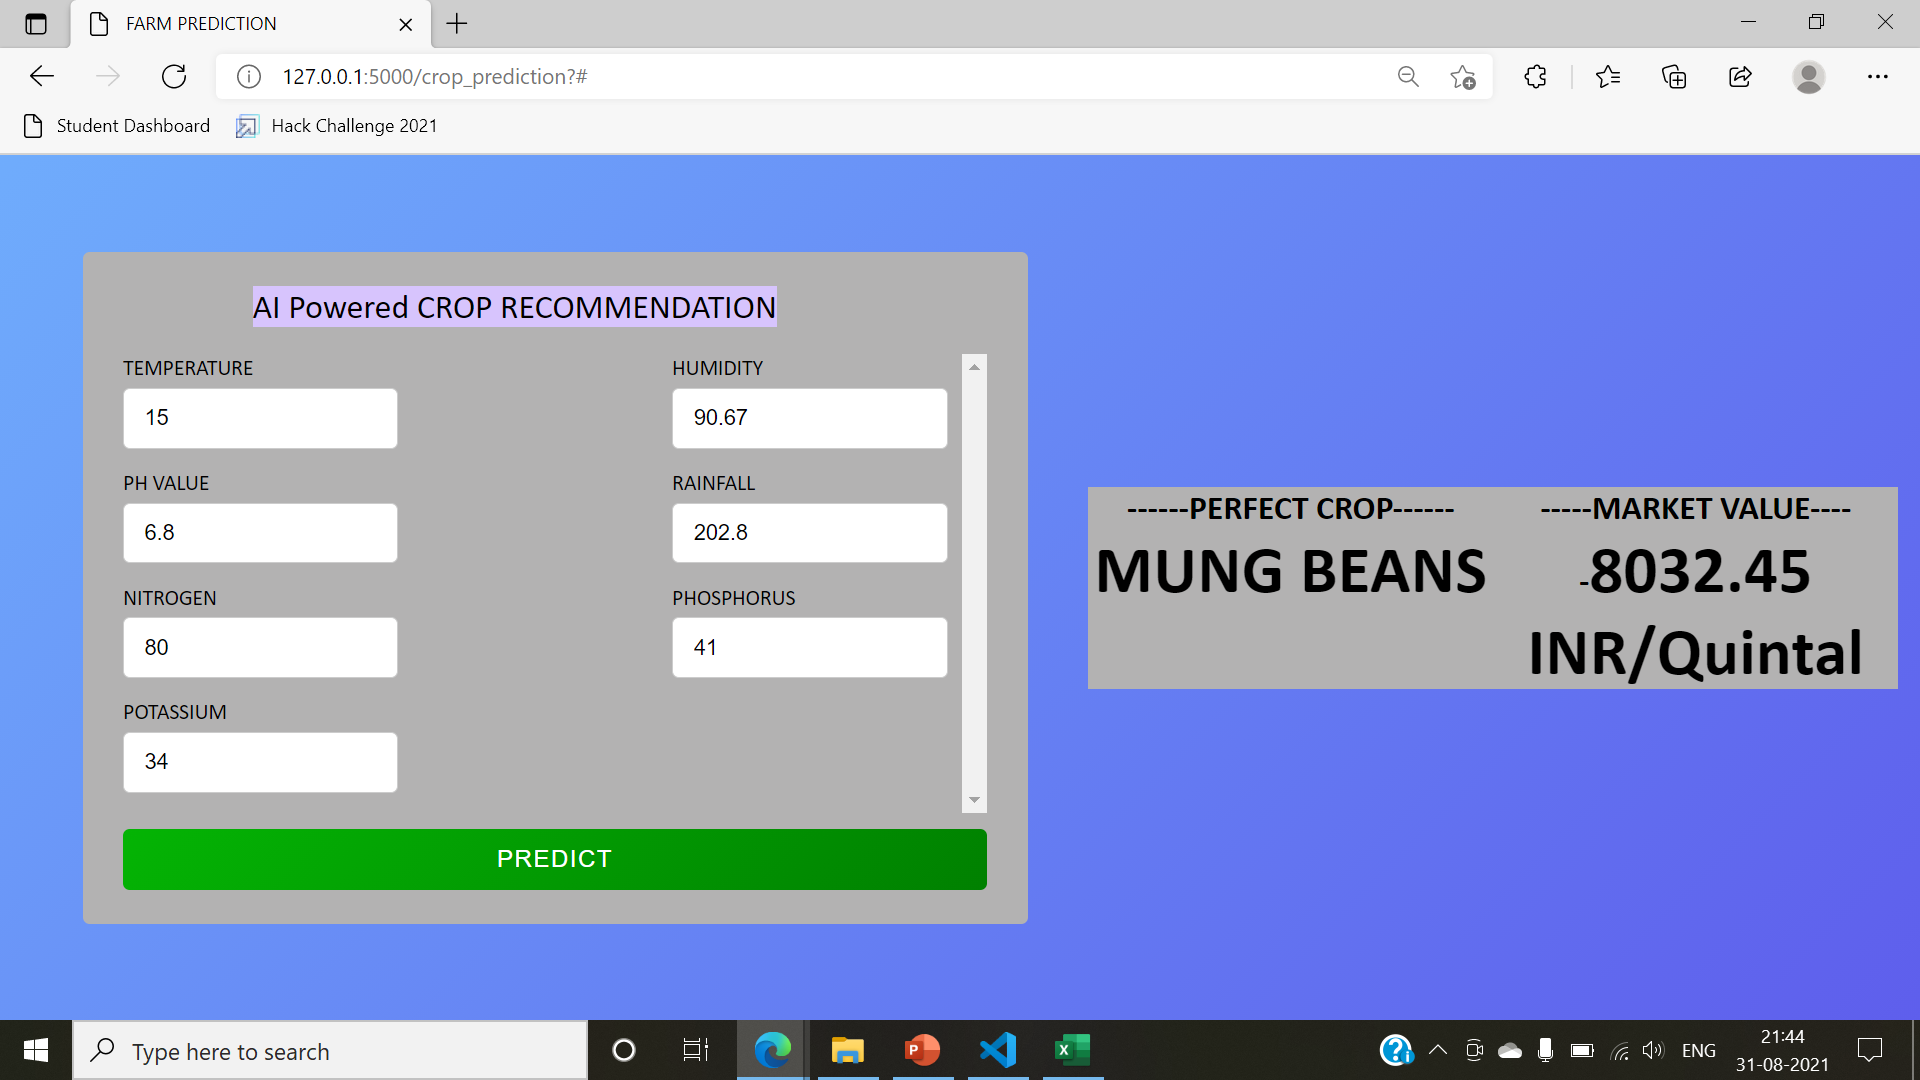 FARM PREDICTION
127.0.0.1:5000/crop_prediction?#
Student Dashboard
Hack Challenge 2021
AI Powered CROP RECOMMENDATION
TEMPERATURE
15
HUMIDITY
90.67
PH VALUE
6.8
RAINFALL
202.8
NITROGEN
80
PHOSPHORUS
41
POTASSIUM
34
PREDICT
------PERFECT CROP------
MUNG BEANS
-----MARKET VALUE----
-8032.45
INR/Quintal
Type here to search
P
X
ENG
21:44
31-08-2021